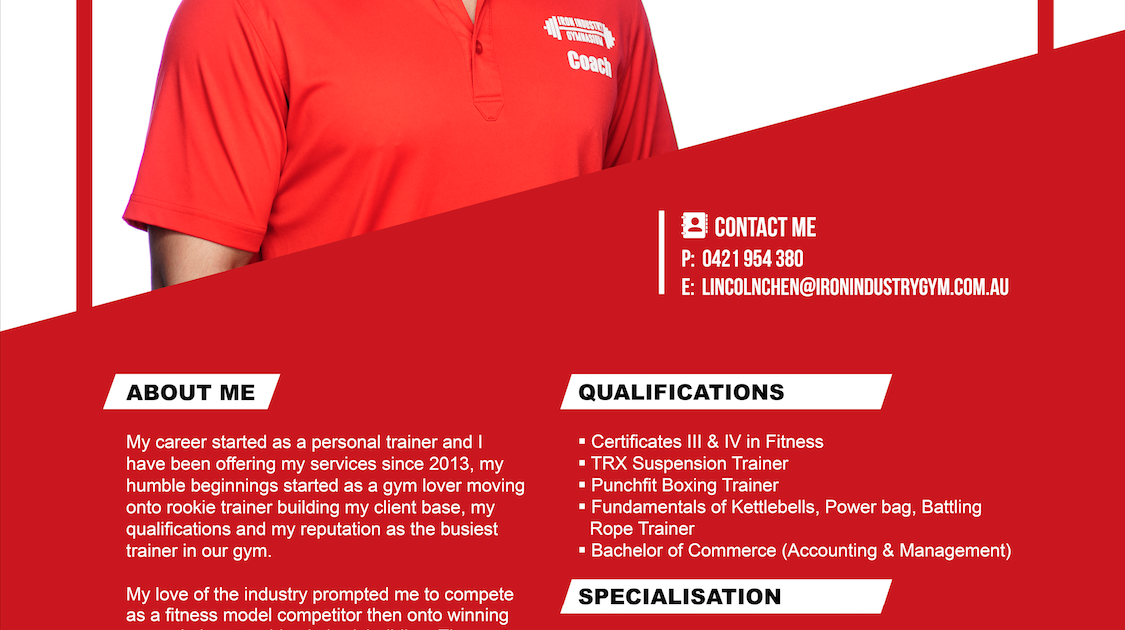 IRON INDUSTRY
GYMNASIUM
Coach
CONTACT ME
P: 0421 954 380
E: LINCOLNCHEN@IRONINDUSTRYGYM.COM.AU
ABOUT ME
My career started as a personal trainer and I
have been offering my services since 2013, my
humble beginnings started as a gym lover moving
onto rookie trainer building my client base, my
qualifications and my reputation as the busiest
trainer in our gym.
My love of the industry prompted me to compete
as a fitness model competitor then onto winning
QUALIFICATIONS
▪ Certificates III & IV in Fitness
▪ TRX Suspension Trainer
▪ Punchfit Boxing Trainer
▪ Fundamentals of Kettlebells, Power bag, Battling
Rope Trainer
▪ Bachelor of Commerce (Accounting & Management)
SPECIALISATION